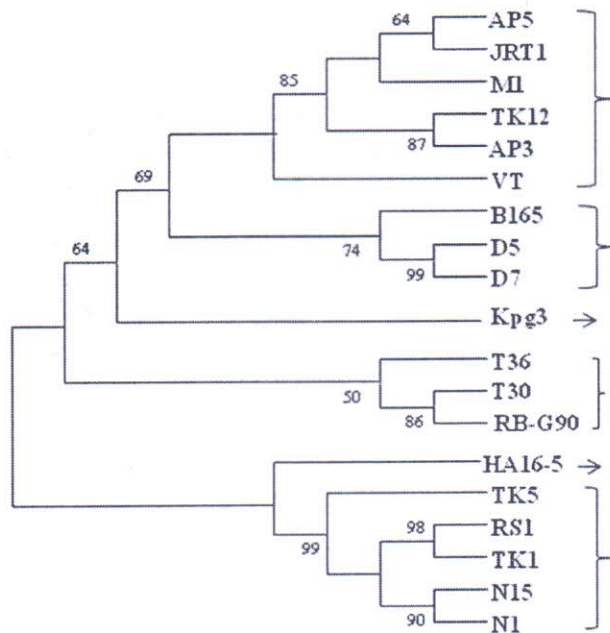 64
AP5
JRT1
M1
85
TK12
87
AP3
VT
69
B165
74
D5
99
D7
64
Kpg3
T36
50
T30
86
RB-G90
HA16-5
TK5
99
98
RS1
TK1
N15
90
N1